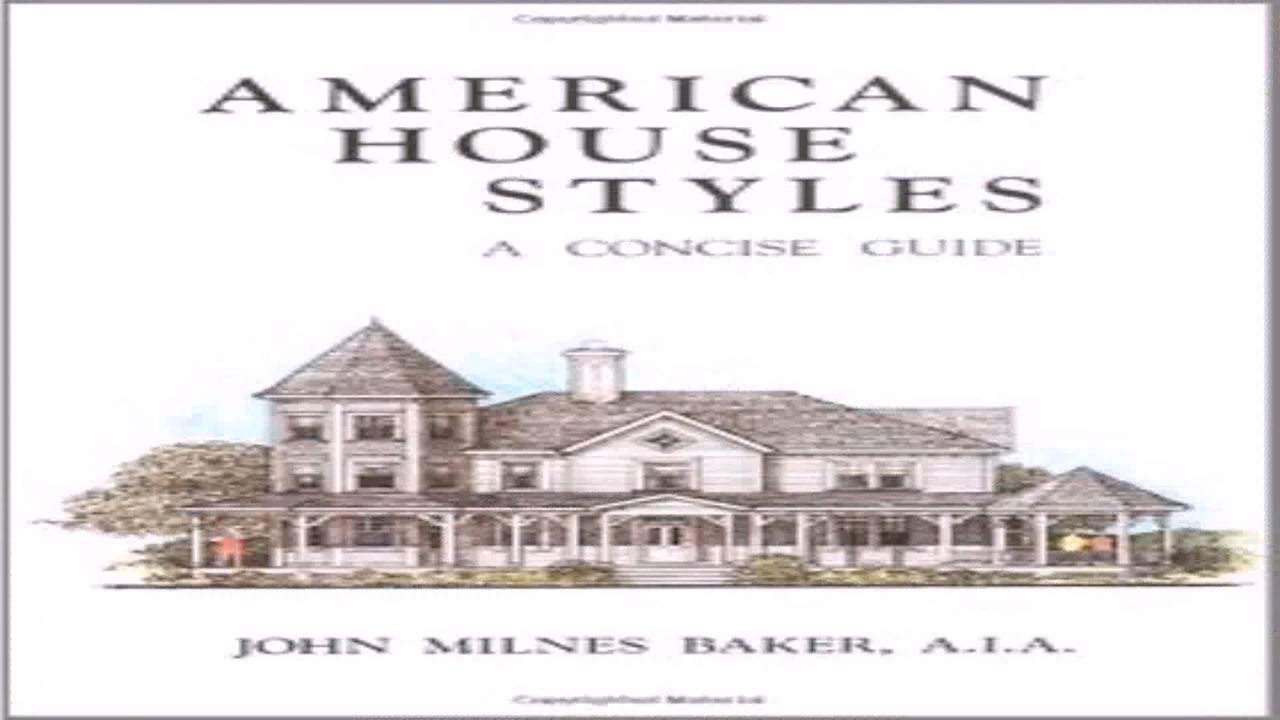 Copyrighted Material
AMERICAN
HOUSE
STYLES
A CONCISE GUIDE
JOHN MILNES BAKER, A.I.A.
Copyrighted Material